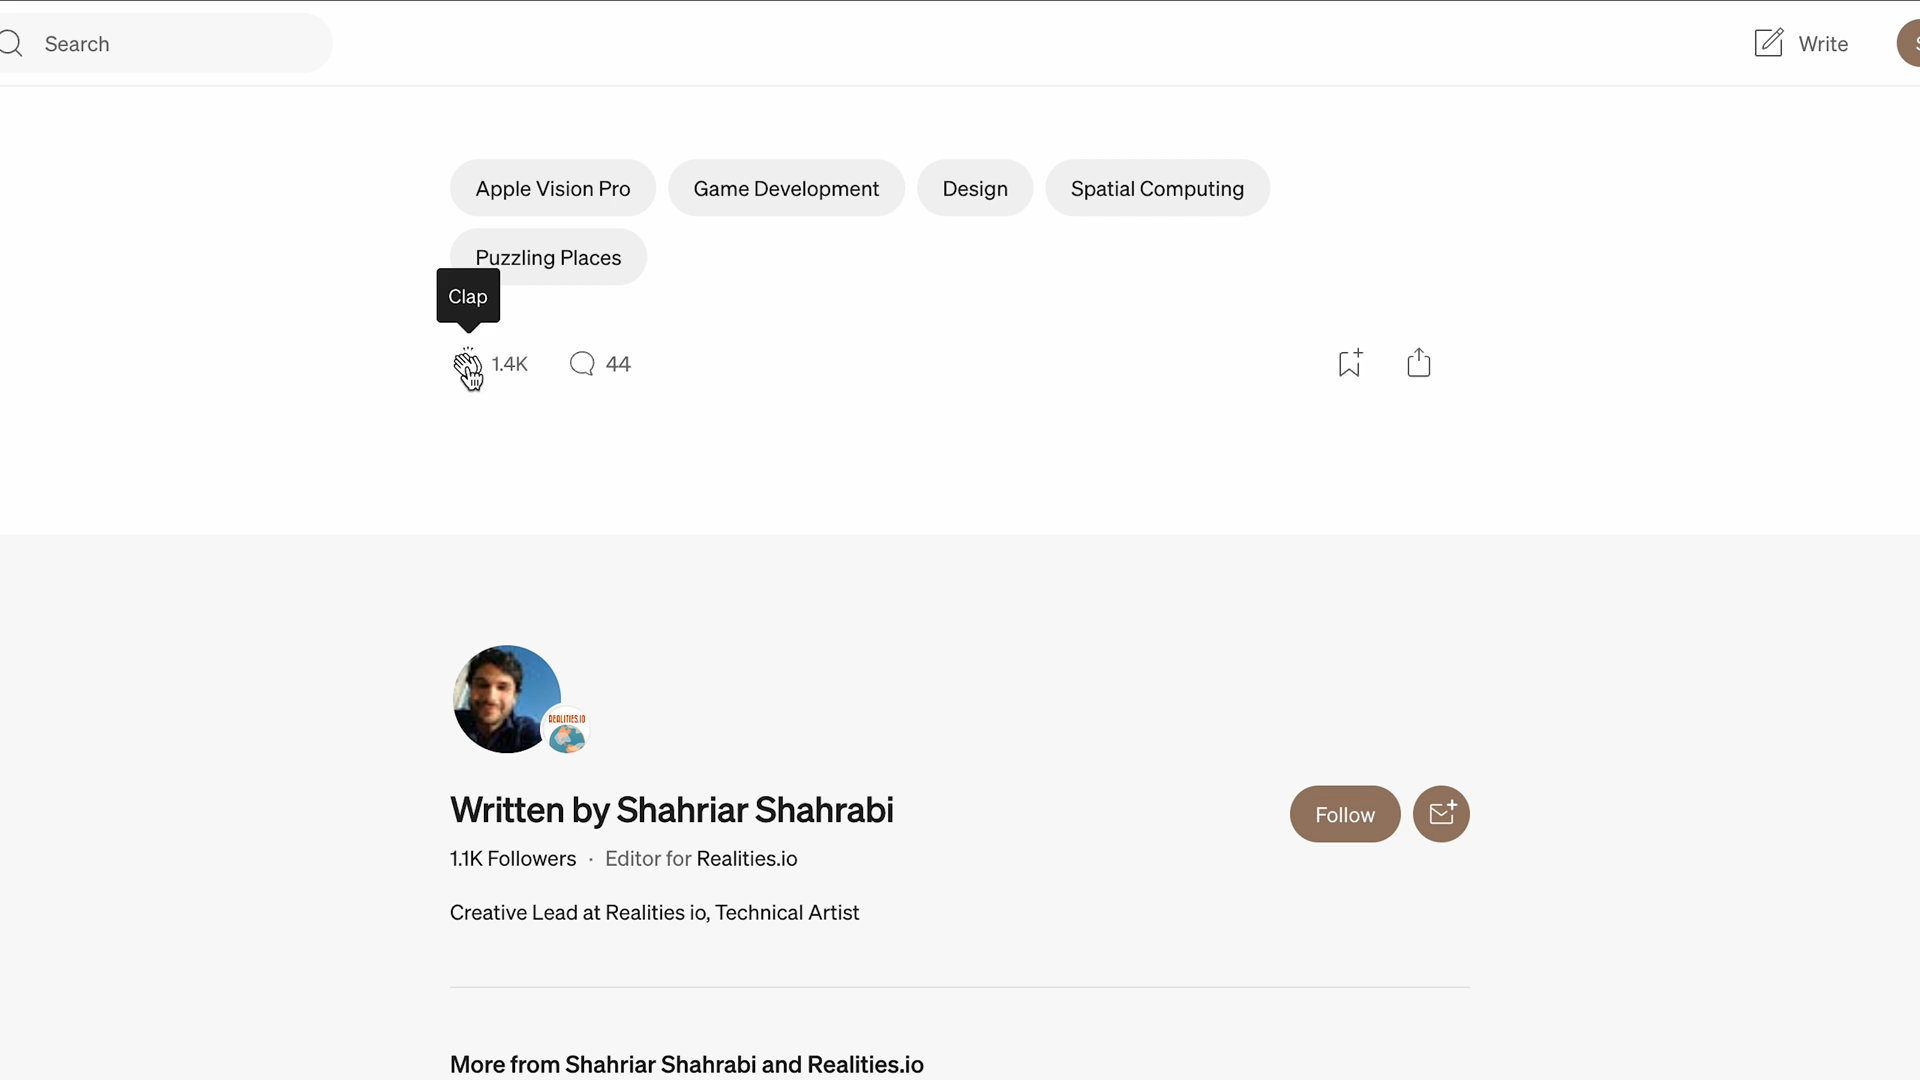 Search
Write
S
Apple Vision Pro
Game Development
Design
Spatial Computing
Puzzling Places
Clap
1.4K
44
REALITIES.IO
Written by Shahriar Shahrabi
Follow
1.1K Followers · Editor for Realities.io
Creative Lead at Realities io, Technical Artist
More from Shahriar Shahrabi and Realities.io